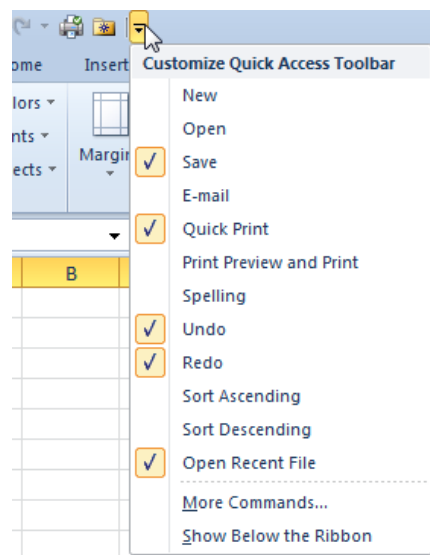 ome Insert
lors
nts
ects
Margin
B
Customize Quick Access Toolbar
New
Open
Save
E-mail
Quick Print
Print Preview and Print
Spelling
Undo
Redo
Sort Ascending
Sort Descending
Open Recent File
More Commands...
Show Below the Ribbon